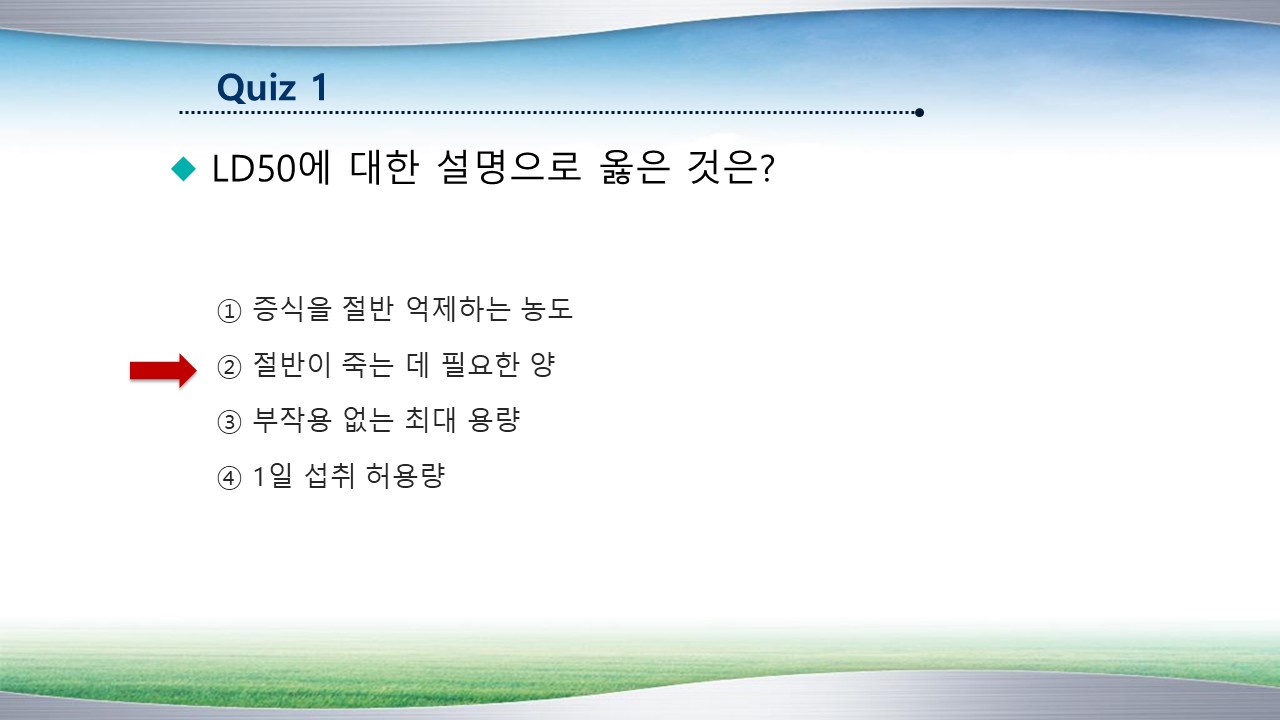 Quiz 1
LD50에 대한 설명으로 옳은 것은?
① 증식을 절반 억제하는 농도
② 절반이 죽는 데 필요한 양
③ 부작용 없는 최대 용량
④ 1일 섭취 허용량